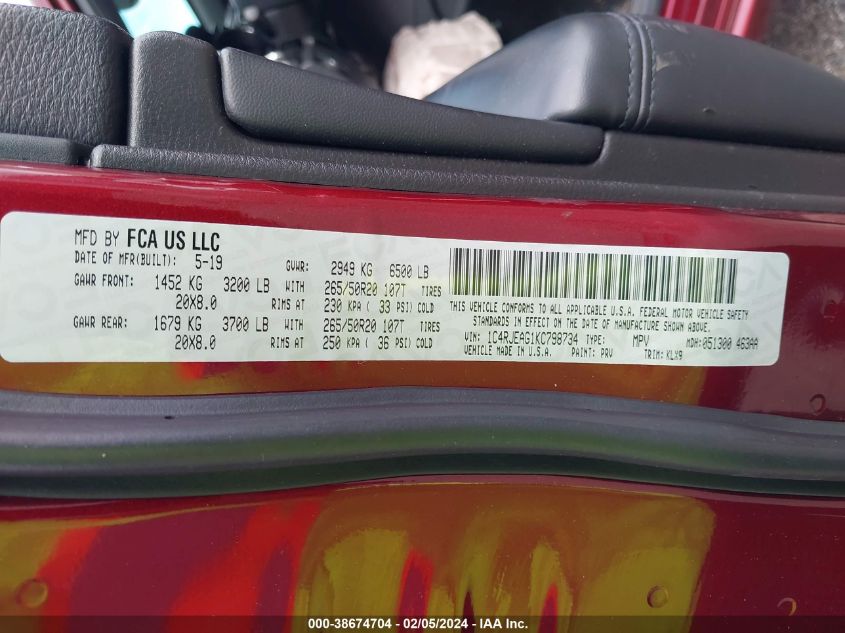 MFD BY FCA US LLC
DATE OF MFR(BUILT): 5-19 GVWR: 2949 KG 6500 LB
GAWR FRONT: 1452 KG 3200 LB WITH 265/50R20 107T TIRES
20X8.0 RIMS AT 230 KPA ( 33 PSI) COLD
GAWR REAR: 1679 KG 3700 LB WITH 265/50R20 107T TIRES
20X8.0 RIMS AT 250 KPA ( 36 PSI) COLD
THIS VEHICLE CONFORMS TO ALL APPLICABLE U.S.A. FEDERAL MOTOR VEHICLE SAFETY
STANDARDS IN EFFECT ON THE DATE OF MANUFACTURE SHOWN ABOVE.
VIN: 1C4RJEAG1KC798734 TYPE: MPV MDH: 051300 463AA
VEHICLE MADE IN U.S.A. PAINT: PRV TRIM: KLX9
000-38674704 — 02/05/2024 — IAA Inc.